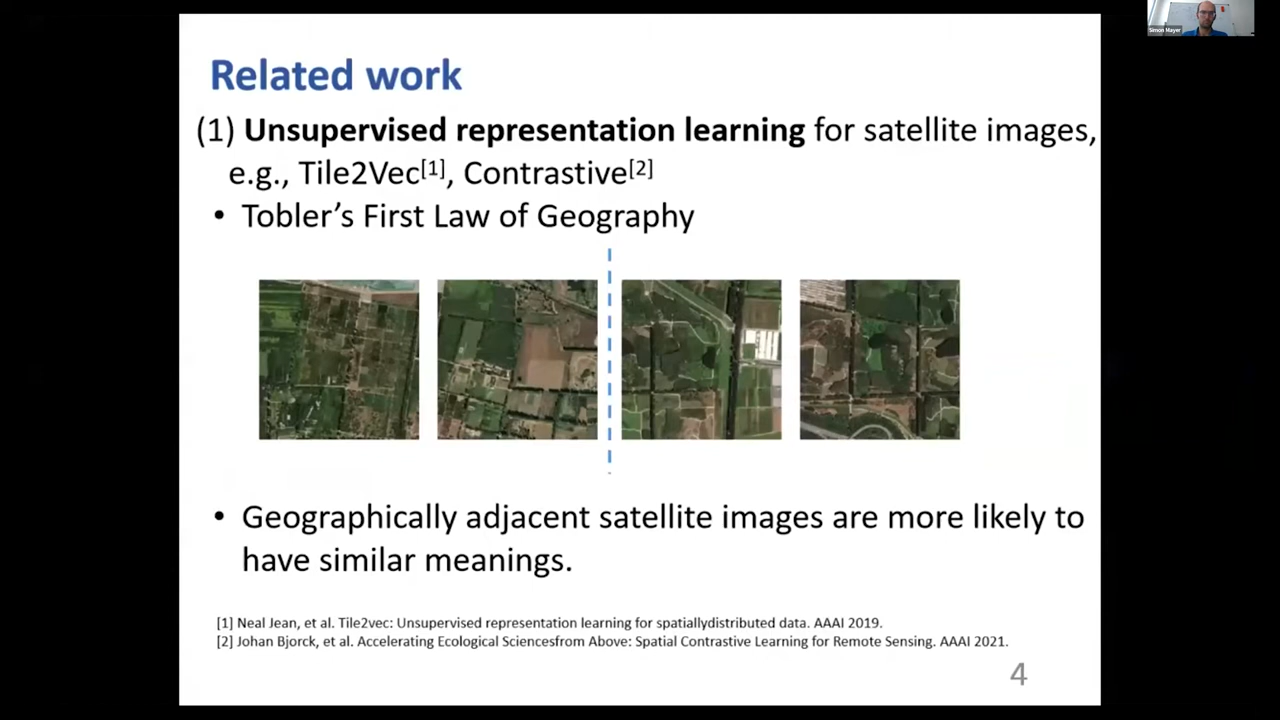 Simon Mayer
Related work
(1) Unsupervised representation learning for satellite images,
e.g., Tile2Vec[1], Contrastive[2]
• Tobler's First Law of Geography
• Geographically adjacent satellite images are more likely to
have similar meanings.
[1] Neal Jean, et al. Tile2vec: Unsupervised representation learning for spatiallydistributed data. AAAI 2019.
[2] Johan Bjorck, et al. Accelerating Ecological Sciencesfrom Above: Spatial Contrastive Learning for Remote Sensing. AAAI 2021.
4